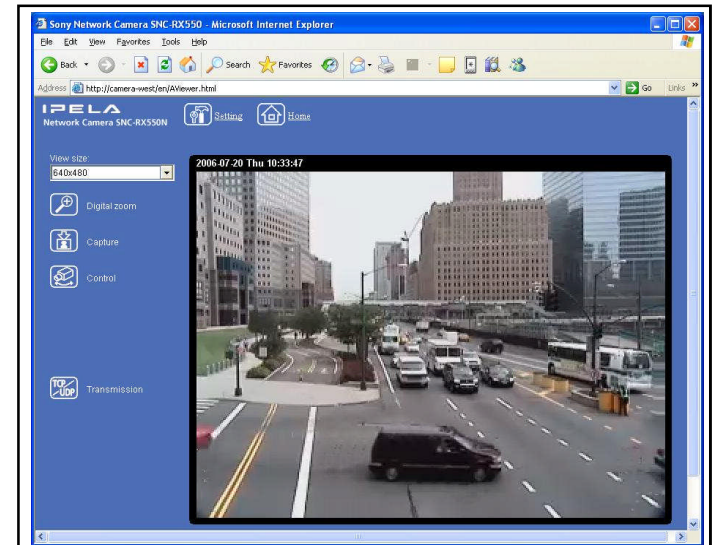 Sony Network Camera SNC-RX550 - Microsoft Internet Explorer
File Edit View Favorites Tools Help
Back Search Favorites
Address http://camera-west/en/AViewer.html Go Links »
IPELA
Network Camera SNC-RX550N
Setting Home
View size:
640x480
2006-07-20 Thu 10:33:47
Digital zoom
Capture
Control
TCP/UDP Transmission